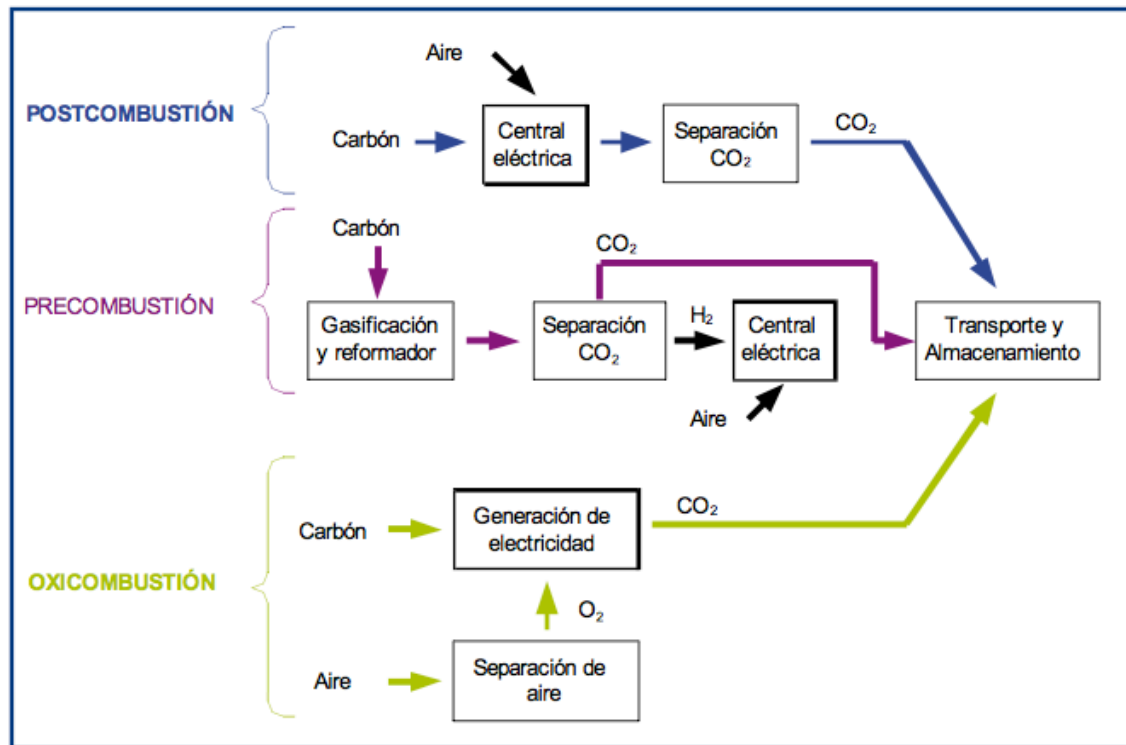 POSTCOMBUSTIÓN
Aire
Carbón
Central
eléctrica
Separación
CO₂
CO₂
PRECOMBUSTIÓN
Carbón
Gasificación
y reformador
Separación
CO₂
CO₂
H₂
Central
eléctrica
Aire
Transporte y
Almacenamiento
OXICOMBUSTIÓN
Carbón
Generación de
electricidad
CO₂
O₂
Aire
Separación de
aire